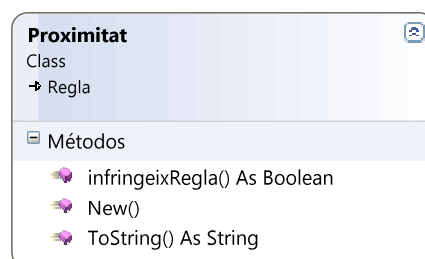 Proximitat
Class
Regla
Métodos
infringeixRegla() As Boolean
New()
ToString() As String